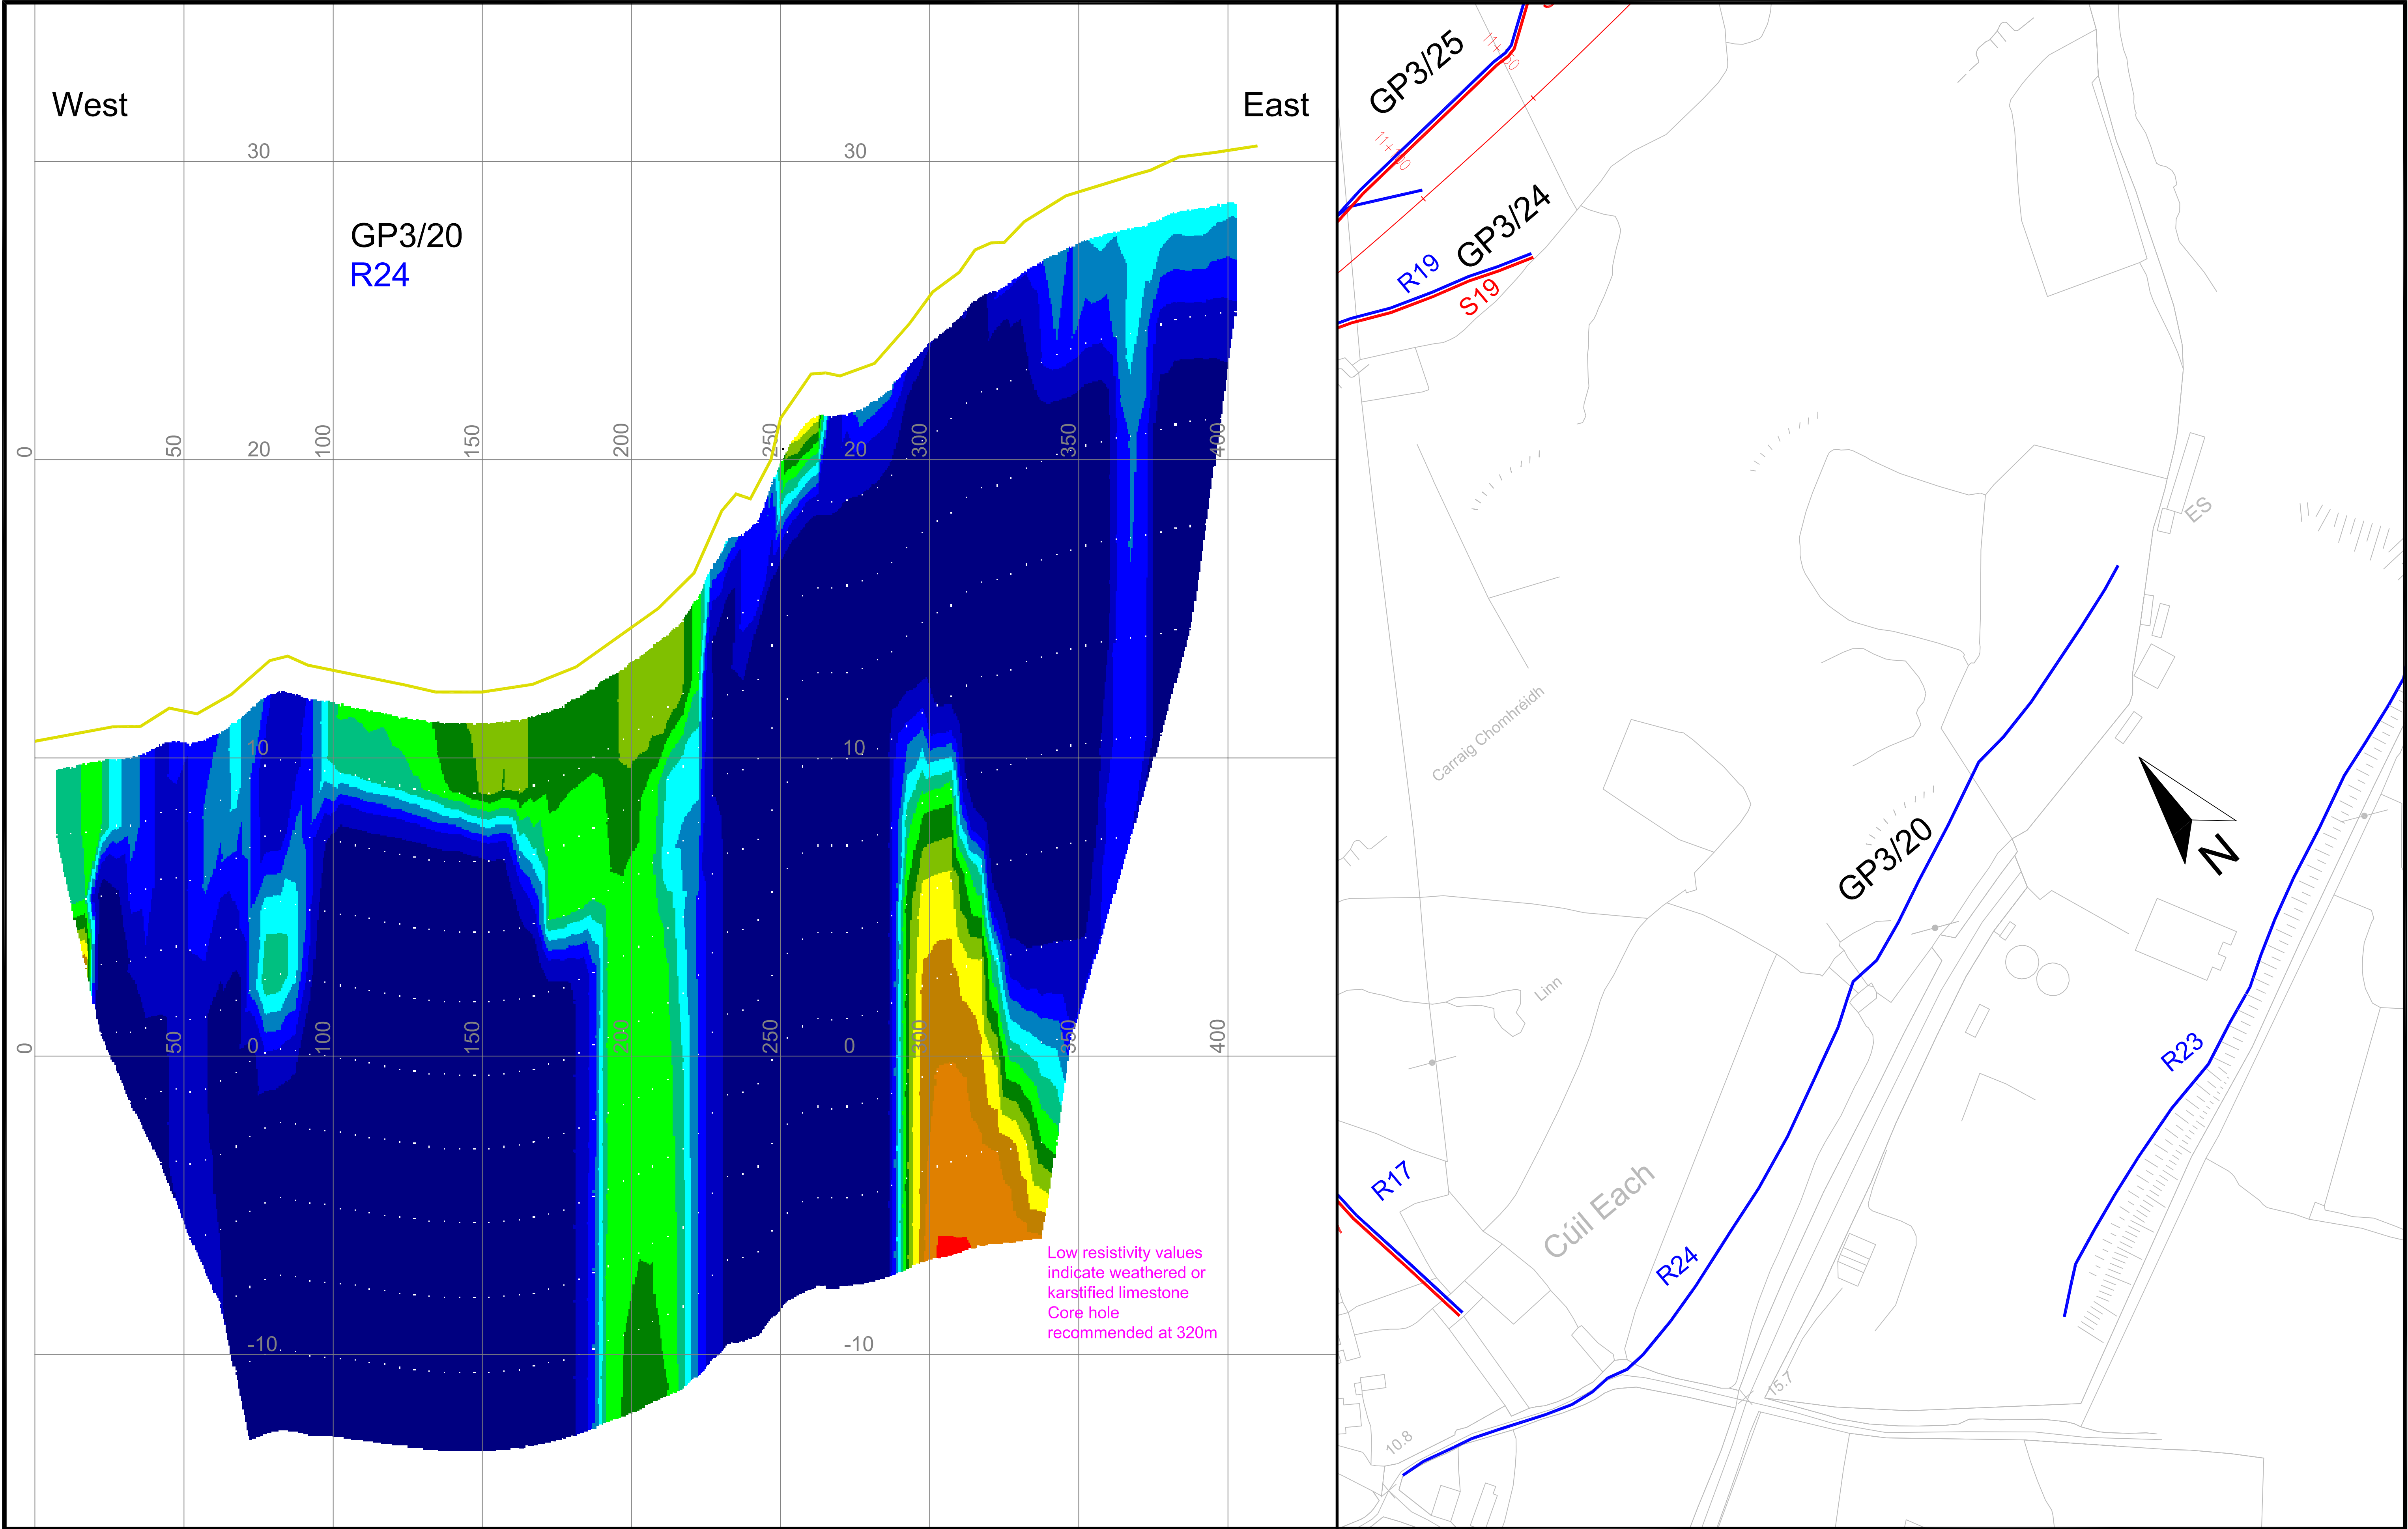 West
East
30
30
GP3/20
R24
0
50
20
100
150
200
250
20
300
350
400
10
10
0
50
0
100
150
200
250
0
300
350
400
-10
-10
Low resistivity values
indicate weathered or
karstified limestone
Core hole
recommended at 320m
GP3/25
GP3/24
R19
S19
ES
Carraig Chomhréidh
GP3/20
N
Linn
R23
R17
Cúil Each
R24
15.7
10.8